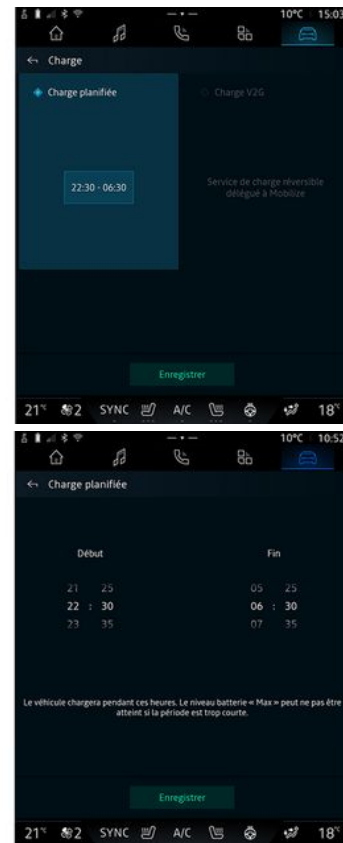 10°C 15:03
Charge
Charge planifiée
Charge V2G
22:30 - 06:30
Service de charge réversible
délégué à Mobilize
Enregistrer
21°C 2 SYNC A/C 18°C
10°C 10:52
Charge planifiée
Début Fin
21 25 05 25
22 : 30 06 : 30
23 35 07 35
Le véhicule chargera pendant ces heures. Le niveau batterie « Max » peut ne pas être
atteint si la période est trop courte.
Enregistrer
21°C 2 SYNC A/C 18°C